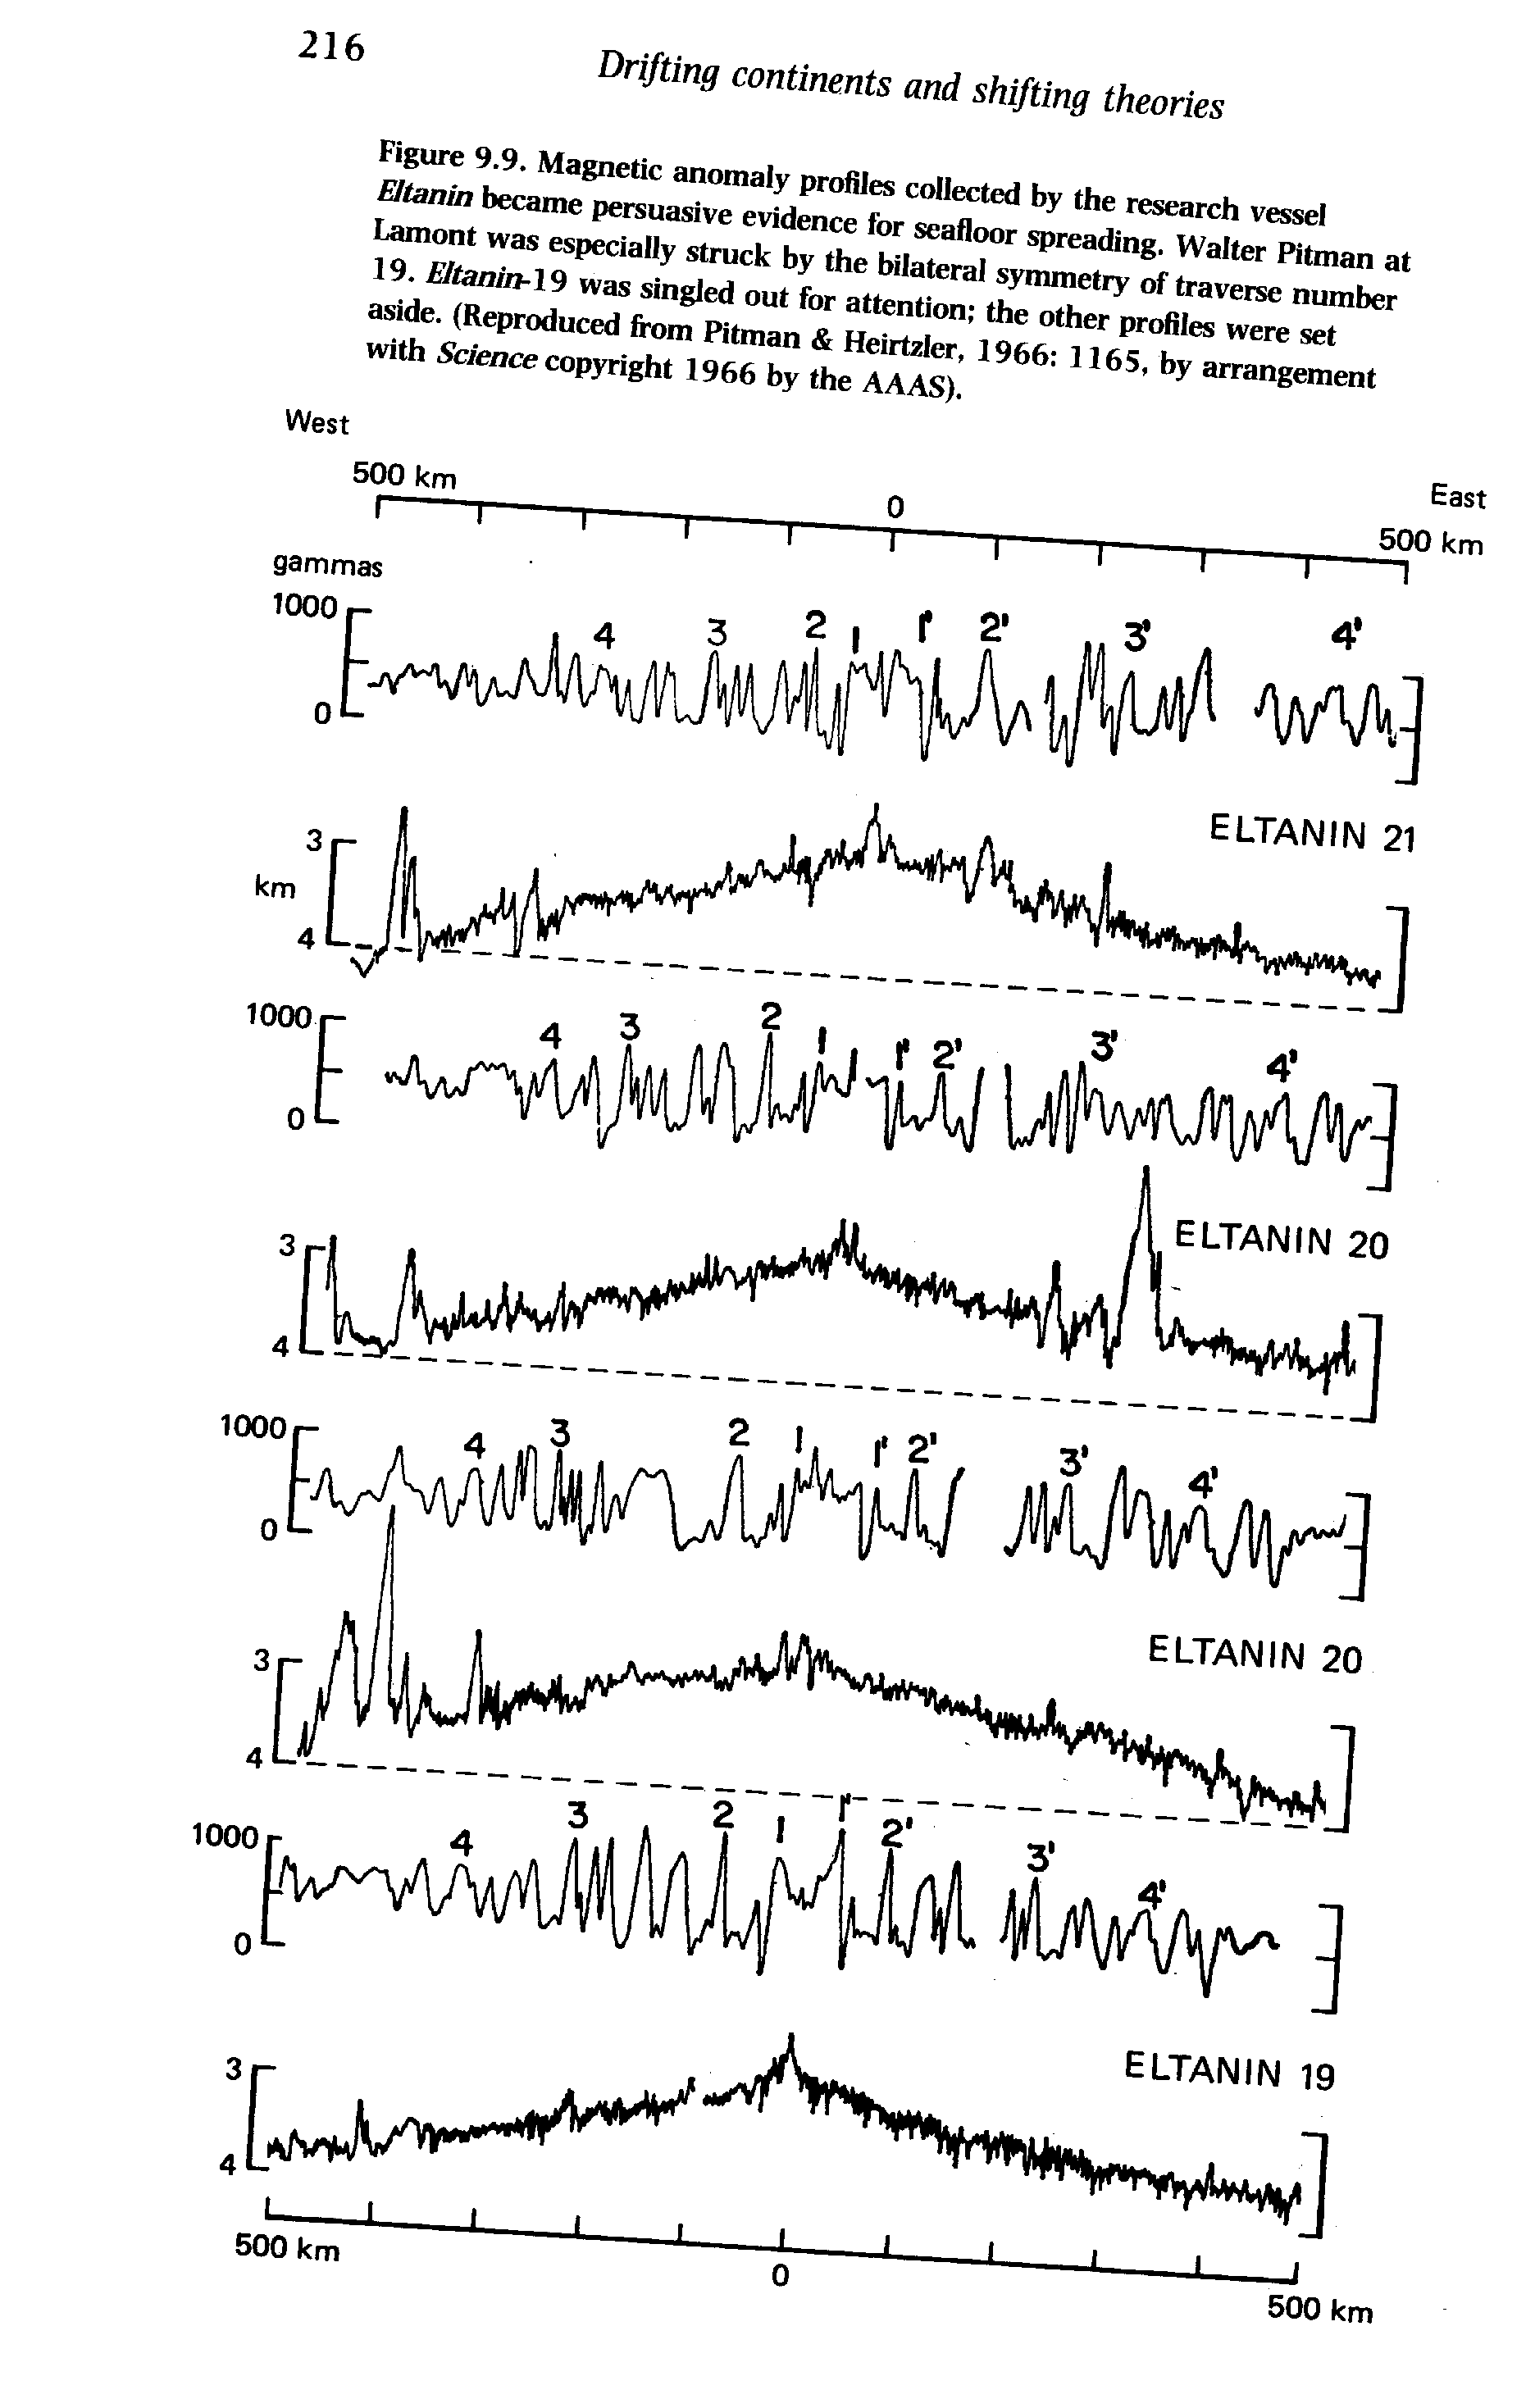 216
Drifting continents and shifting theories
Figure 9.9. Magnetic anomaly profiles collected by the research vessel
Eltanin became persuasive evidence for seafloor spreading. Walter Pitman at
Lamont was especially struck by the bilateral symmetry of traverse number
19. Eltanin-19 was singled out for attention; the other profiles were set
aside. (Reproduced from Pitman & Heirtzler, 1966: 1165, by arrangement
with Science copyright 1966 by the AAAS).
West
East
500 km 0 500 km
gammas
1000
4 3 2 1 1' 2' 3' 4'
0
ELTANIN 21
3
km
4
1000
4 3 2 1 1' 2' 3' 4'
0
ELTANIN 20
3
4
1000
4 3 2 1 1' 2' 3' 4'
0
ELTANIN 20
3
4
1000
4 3 2 1 1' 2' 3' 4'
0
ELTANIN 19
3
4
500 km 0 500 km